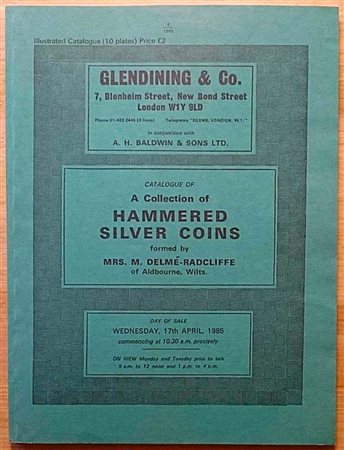 4
1985
Illustrated Catalogue (10 plates) Price £2
GLENDINING & Co.
7, Blenheim Street, New Bond Street
London W1Y 9LD
Phone 01-493 2445 (3 lines) Telegrams "GLENS, LONDON, W.1."
in conjunction with
A. H. BALDWIN & SONS LTD.
CATALOGUE OF
A Collection of
HAMMERED
SILVER COINS
formed by
MRS. M. DELMÉ-RADCLIFFE
of Aldbourne, Wilts.
DAY OF SALE
WEDNESDAY, 17th APRIL, 1985
commencing at 10.30 a.m. precisely
ON VIEW Monday and Tuesday prior to sale
9 a.m. to 12 noon and 1 p.m. to 4 p.m.